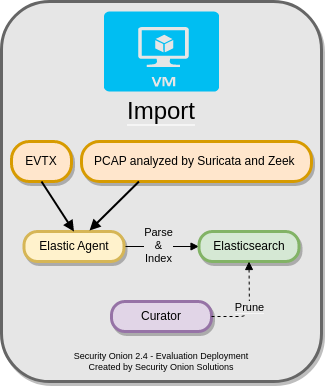 VM
Import
EVTX
PCAP analyzed by Suricata and Zeek
Elastic Agent
Parse
&
Index
Elasticsearch
Curator
Prune
Security Onion 2.4 - Evaluation Deployment
Created by Security Onion Solutions